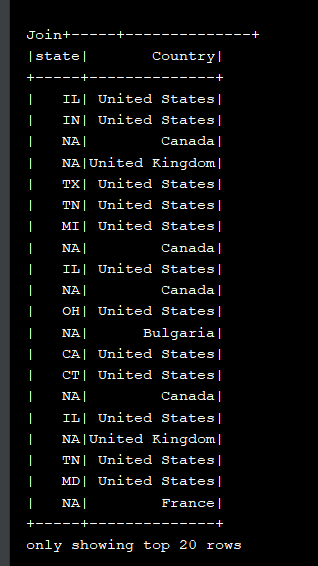 Join+-----+--------------+
|state|       Country|
+-----+--------------+
|   IL| United States|
|   IN| United States|
|   NA|        Canada|
|   NA|United Kingdom|
|   TX| United States|
|   TN| United States|
|   MI| United States|
|   NA|        Canada|
|   IL| United States|
|   NA|        Canada|
|   OH| United States|
|   NA|      Bulgaria|
|   CA| United States|
|   CT| United States|
|   NA|        Canada|
|   IL| United States|
|   NA|United Kingdom|
|   TN| United States|
|   MD| United States|
|   NA|        France|
+-----+--------------+
only showing top 20 rows